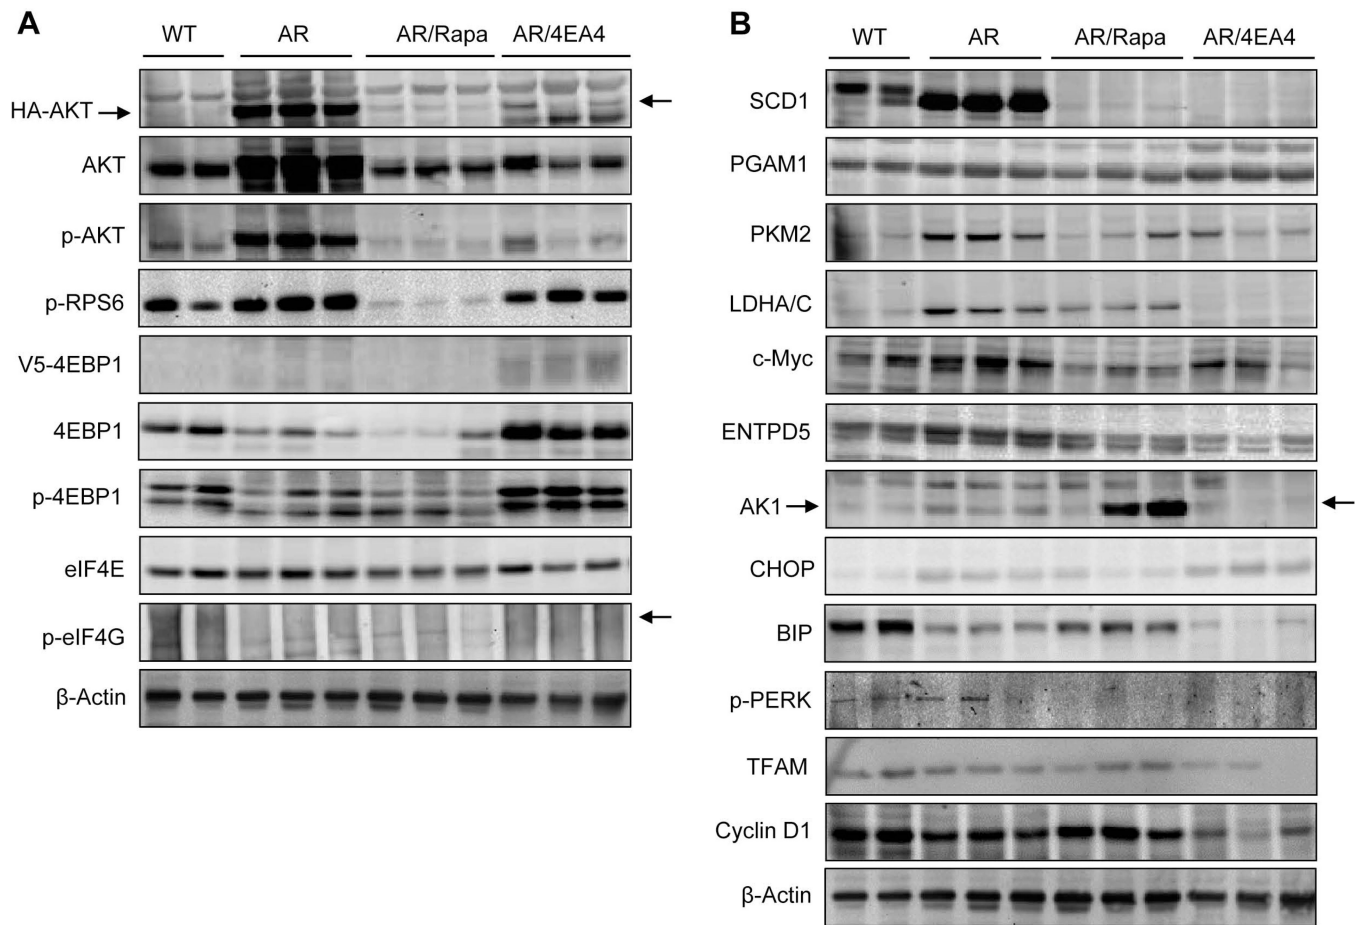 A
WT AR AR/Rapa AR/4EA4
HA-AKT
AKT
p-AKT
p-RPS6
V5-4EBP1
4EBP1
p-4EBP1
eIF4E
p-eIF4G
β-Actin
B
WT AR AR/Rapa AR/4EA4
SCD1
PGAM1
PKM2
LDHA/C
c-Myc
ENTPD5
AK1
CHOP
BIP
p-PERK
TFAM
Cyclin D1
β-Actin